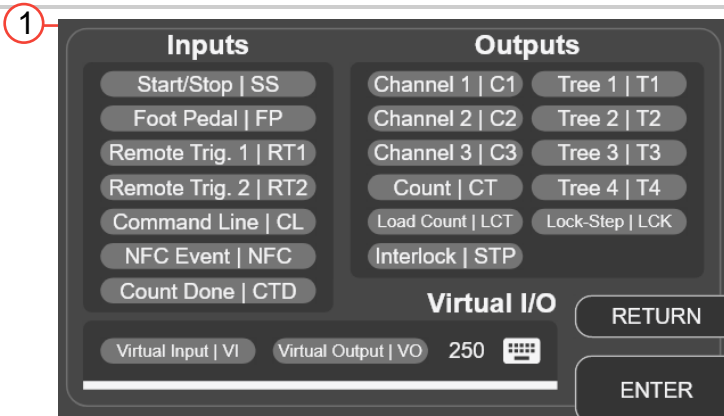 1
Inputs
Start/Stop | SS
Foot Pedal | FP
Remote Trig. 1 | RT1
Remote Trig. 2 | RT2
Command Line | CL
NFC Event | NFC
Count Done | CTD
Outputs
Channel 1 | C1 Tree 1 | T1
Channel 2 | C2 Tree 2 | T2
Channel 3 | C3 Tree 3 | T3
Count | CT Tree 4 | T4
Load Count | LCT Lock-Step | LCK
Interlock | STP
Virtual I/O
Virtual Input | VI Virtual Output | VO 250
RETURN
ENTER